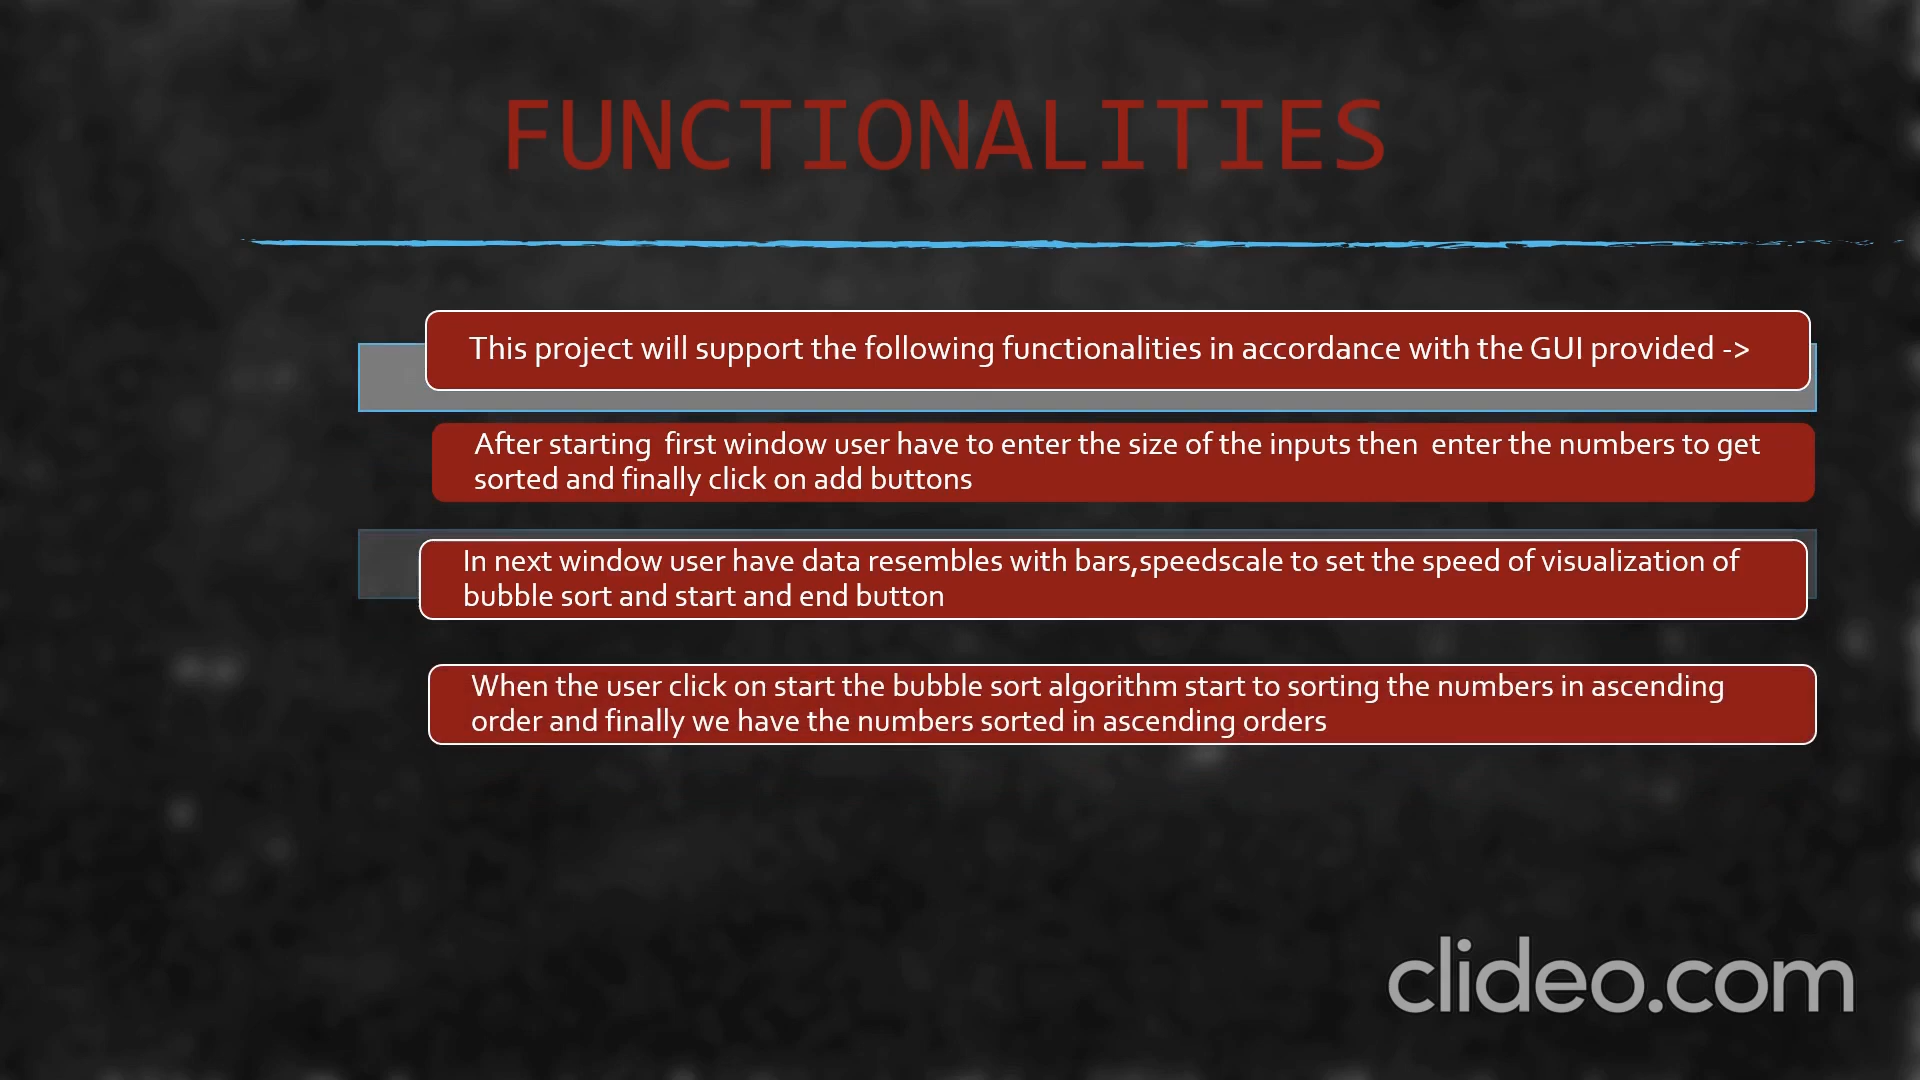 FUNCTIONALITIES
This project will support the following functionalities in accordance with the GUI provided ->
After starting  first window user have to enter the size of the inputs then  enter the numbers to get
sorted and finally click on add buttons
In next window user have data resembles with bars,speedscale to set the speed of visualization of
bubble sort and start and end button
When the user click on start the bubble sort algorithm start to sorting the numbers in ascending
order and finally we have the numbers sorted in ascending orders
clideo.com